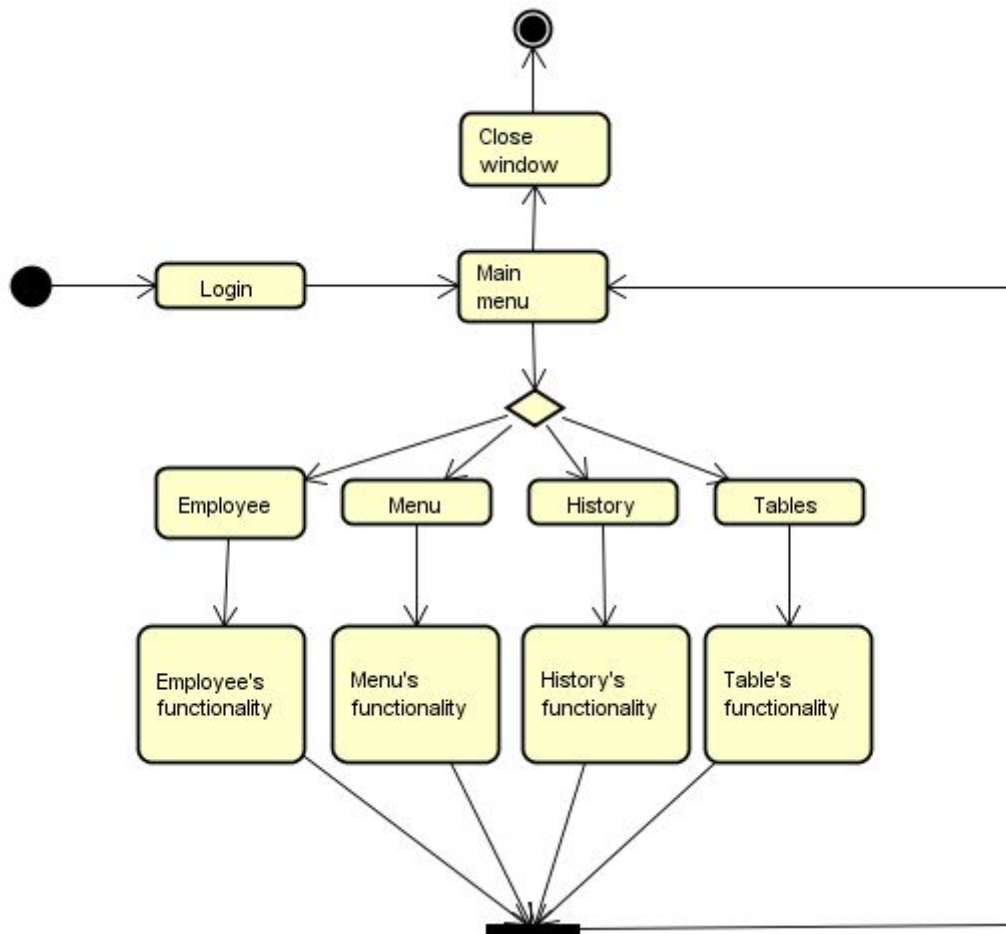 Close
window
Login
Main
menu
Employee
Menu
History
Tables
Employee's
functionality
Menu's
functionality
History's
functionality
Table's
functionality